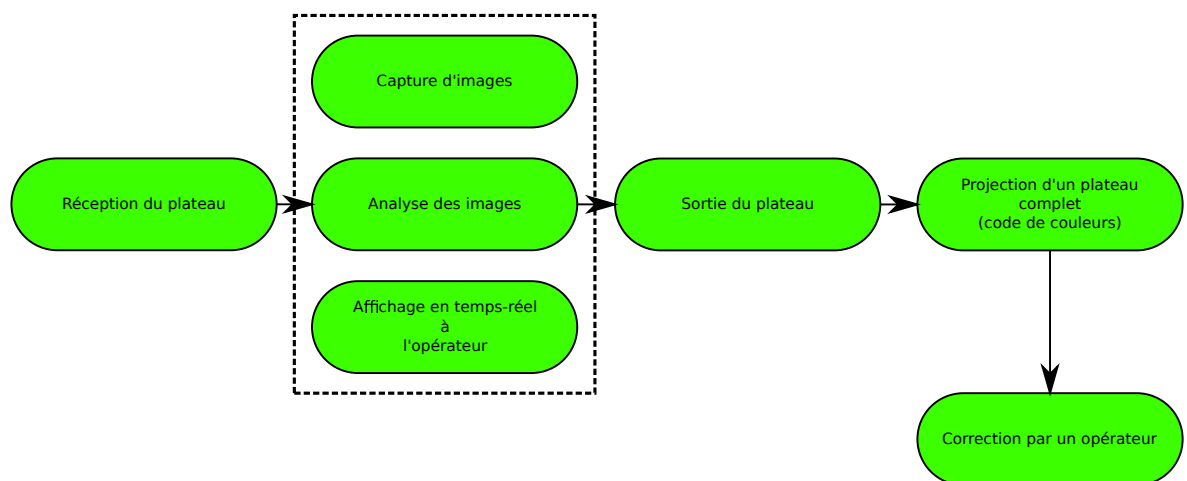 Réception du plateau
Capture d'images
Analyse des images
Affichage en temps-réel
à
l'opérateur
Sortie du plateau
Projection d'un plateau
complet
(code de couleurs)
Correction par un opérateur